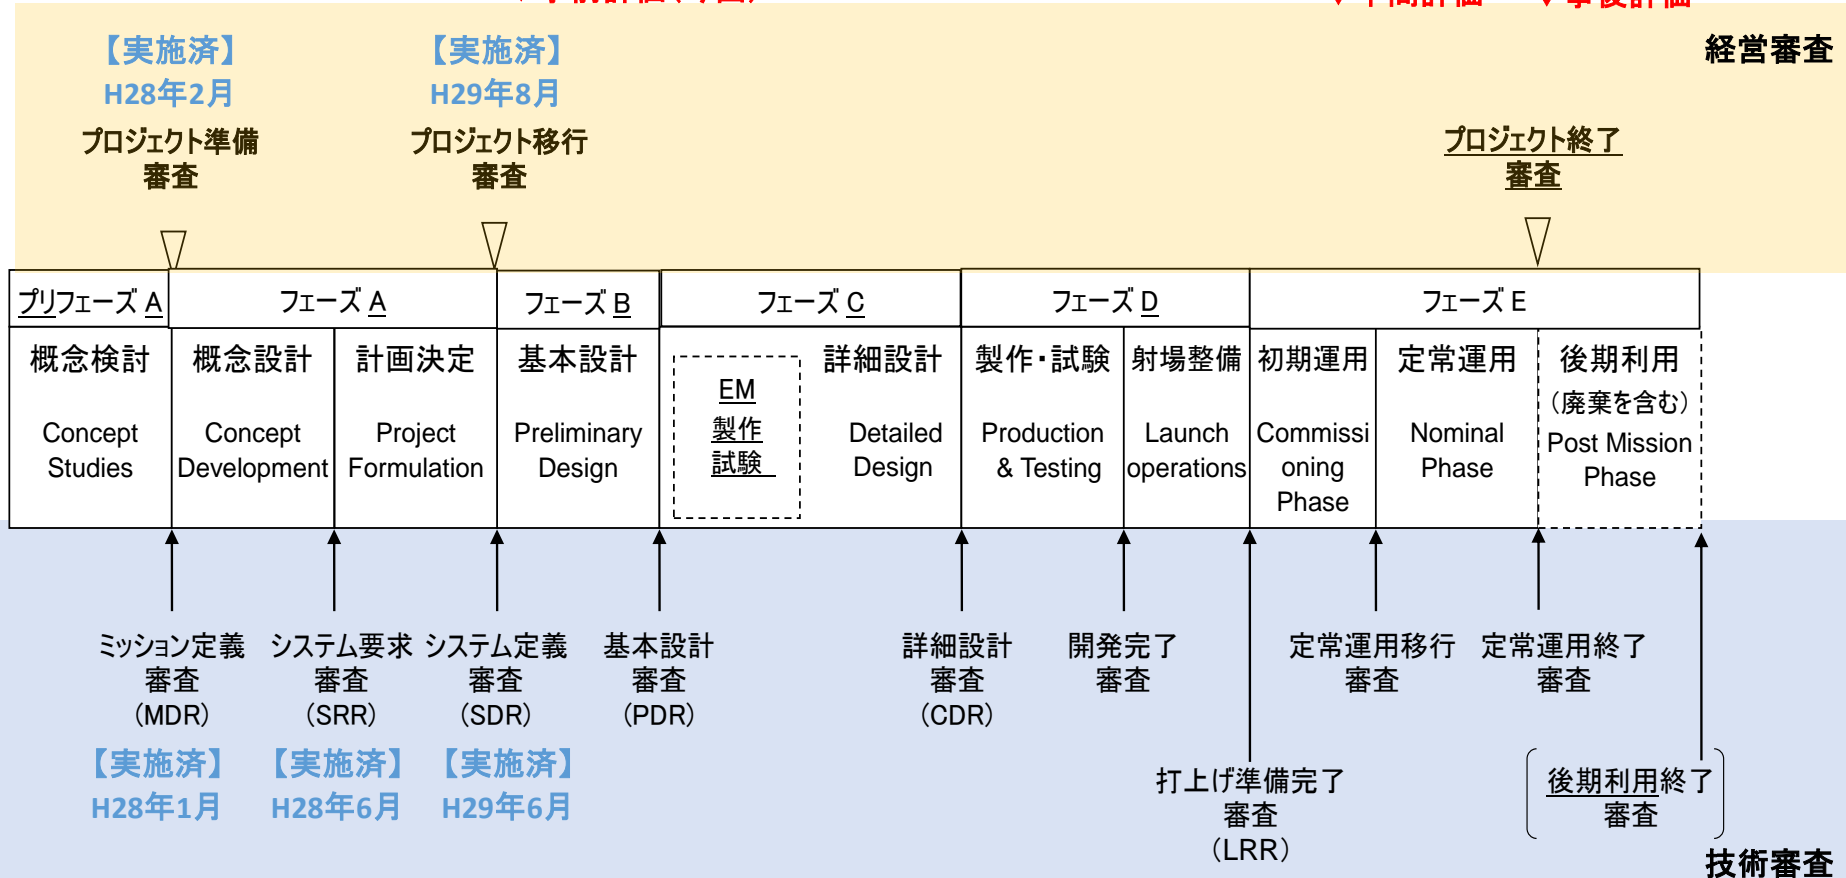 経営審査
【実施済】
H28年2月
プロジェクト準備
審査
【実施済】
H29年8月
プロジェクト移行
審査
プロジェクト終了
審査
プリフェーズ A
フェーズ A
フェーズ B
フェーズ C
フェーズ D
フェーズ E
概念検討
Concept
Studies
概念設計
Concept
Development
計画決定
Project
Formulation
基本設計
Preliminary
Design
EM
製作
試験
詳細設計
Detailed
Design
製作・試験
Production
& Testing
射場整備
Launch
operations
初期運用
Commissi
oning
Phase
定常運用
Nominal
Phase
後期利用
（廃棄を含む）
Post Mission
Phase
ミッション定義
審査
（MDR）
【実施済】
H28年1月
システム要求
審査
（SRR）
【実施済】
H28年6月
システム定義
審査
（SDR）
【実施済】
H29年6月
基本設計
審査
（PDR）
詳細設計
審査
（CDR）
開発完了
審査
打上げ準備完了
審査
（LRR）
定常運用移行
審査
定常運用終了
審査
後期利用終了
審査
技術審査